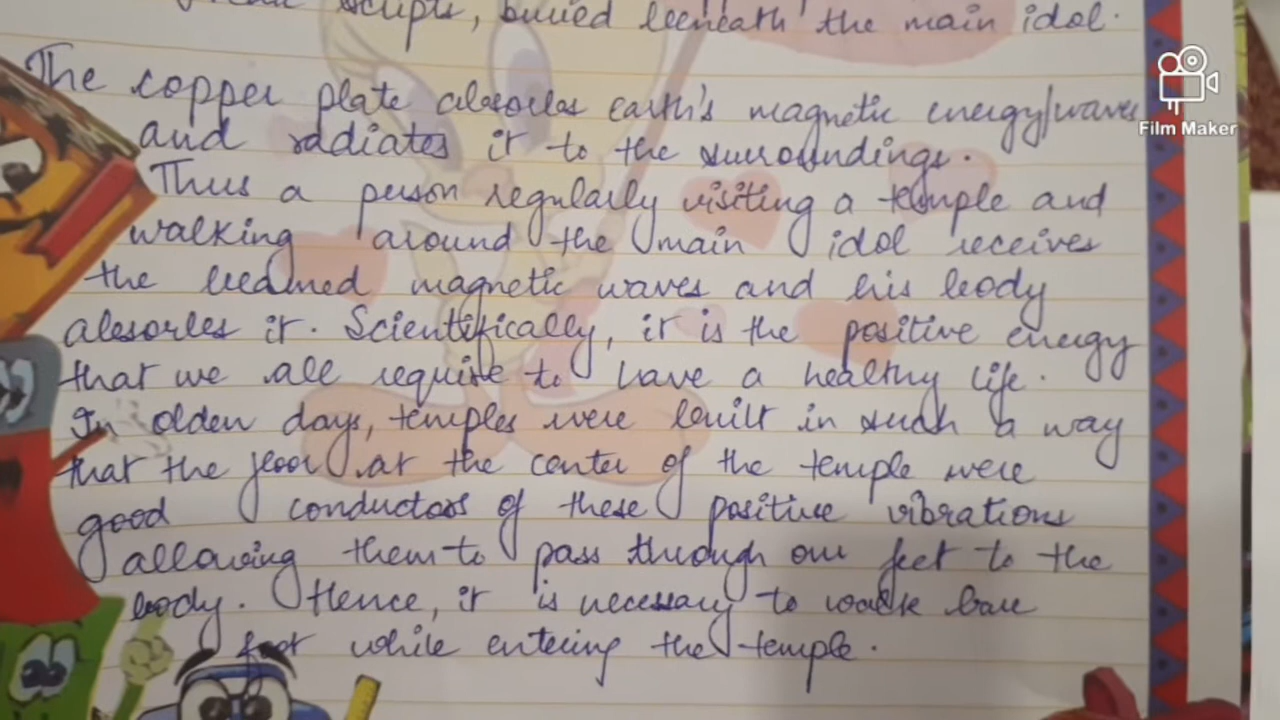 scripts, buried beneath the main idol.
The copper plate absorbs earth's magnetic energy/waves
and radiates it to the surroundings.
Thus a person regularly visiting a temple and
walking around the main idol receives
the beamed magnetic waves and his body
absorbs it. Scientifically, it is the positive energy
that we all require to have a healthy life.
In olden days, temples were built in such a way
that the floor at the center of the temple were
good conductors of these positive vibrations
allowing them to pass through our feet to the
body. Hence, it is necessary to walk bare
foot while entering the temple.
Film Maker